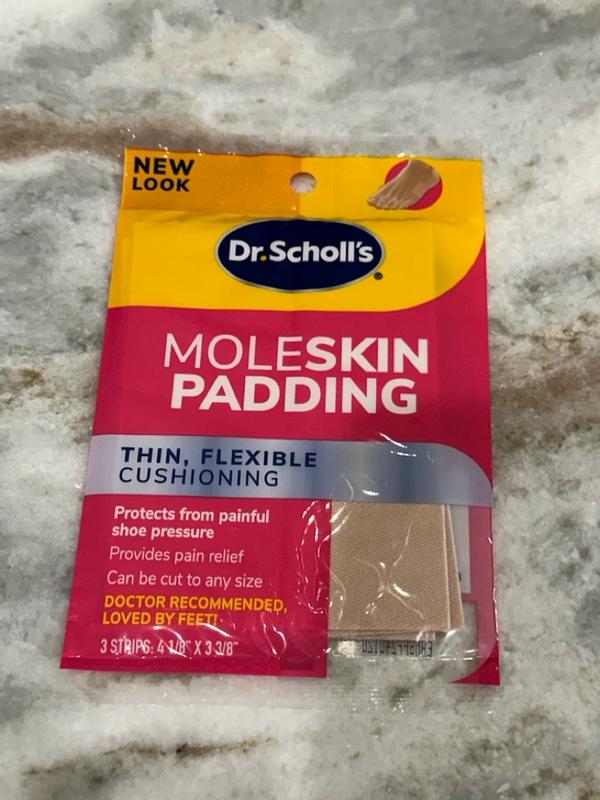 NEW
LOOK
Dr.Scholl's®
MOLESKIN
PADDING
THIN, FLEXIBLE
CUSHIONING
Protects from painful
shoe pressure
Provides pain relief
Can be cut to any size
DOCTOR RECOMMENDED,
LOVED BY FEET!
3 STRIPS: 4 1/8" X 3 3/8"